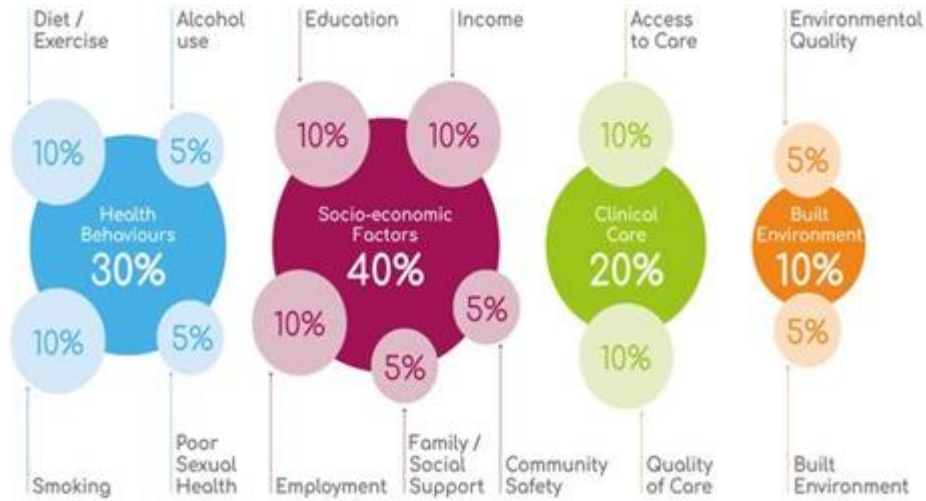 Diet /
Exercise
Alcohol
use
Education
Income
Access
to Care
Environmental
Quality
10%
5%
10%
10%
10%
5%
Health
Behaviours
30%
Socio-economic
Factors
40%
Clinical
Care
20%
Built
Environment
10%
10%
5%
10%
5%
5%
10%
5%
Smoking
Poor
Sexual
Health
Employment
Family /
Social
Support
Community
Safety
Quality
of Care
Built
Environment